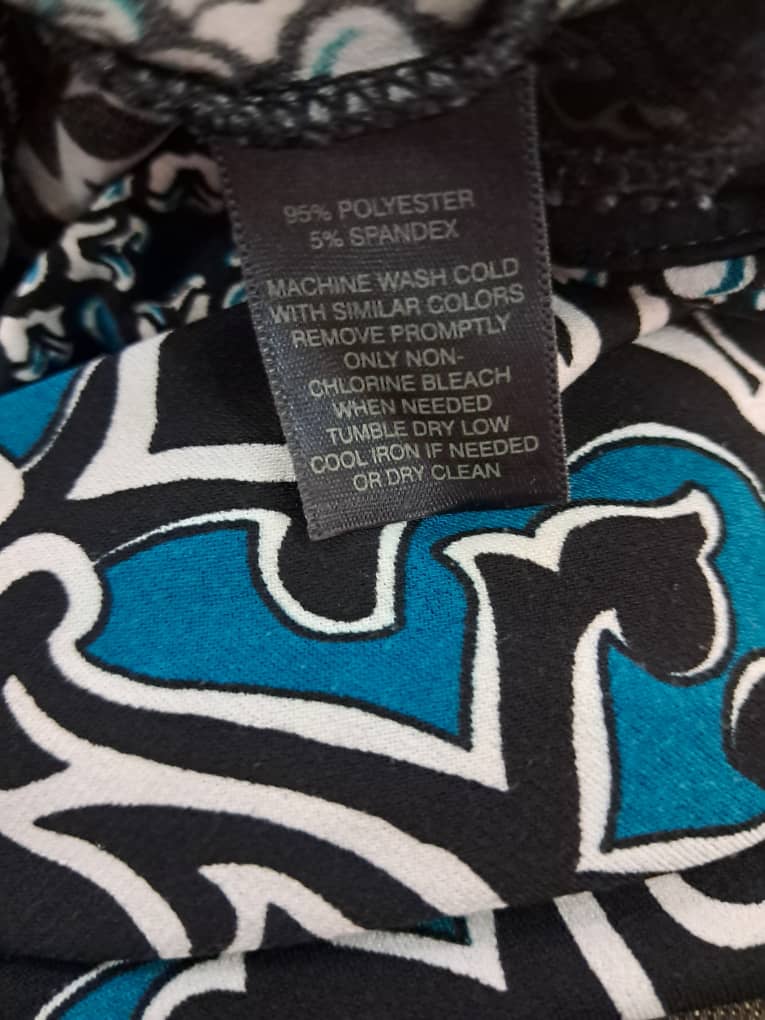 95% POLYESTER
5% SPANDEX
MACHINE WASH COLD
WITH SIMILAR COLORS
REMOVE PROMPTLY
ONLY NON-
CHLORINE BLEACH
WHEN NEEDED
TUMBLE DRY LOW
COOL IRON IF NEEDED
OR DRY CLEAN